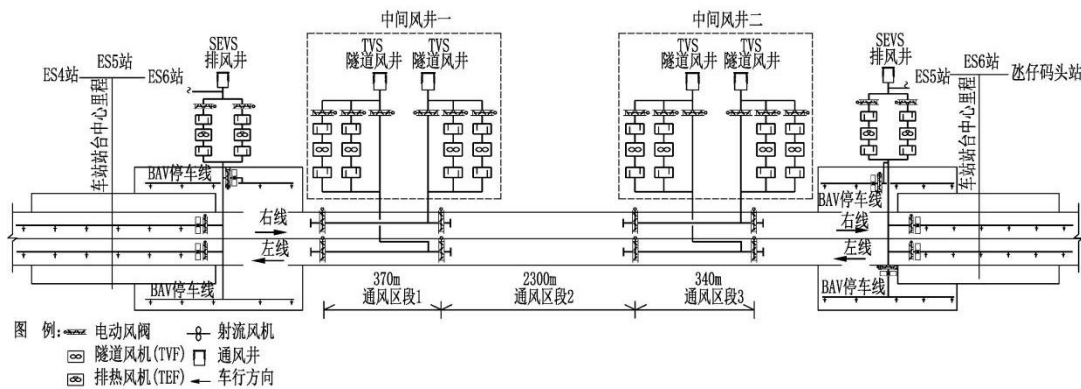 中间风井一
中间风井二
ES5站
ES4站
ES6站
SEVS
排风井
TVS
隧道风井
TVS
隧道风井
TVS
隧道风井
TVS
隧道风井
SEVS
排风井
ES6站
ES5站
氹仔码头站
车站站台中心里程
车站站台中心里程
BAV停车线
BAV停车线
右线
右线
左线
左线
BAV停车线
BAV停车线
370m
通风区段1
2300m
通风区段2
340m
通风区段3
图 例:
电动风阀
射流风机
隧道风机(TVF)
通风井
排热风机(TEF)
车行方向